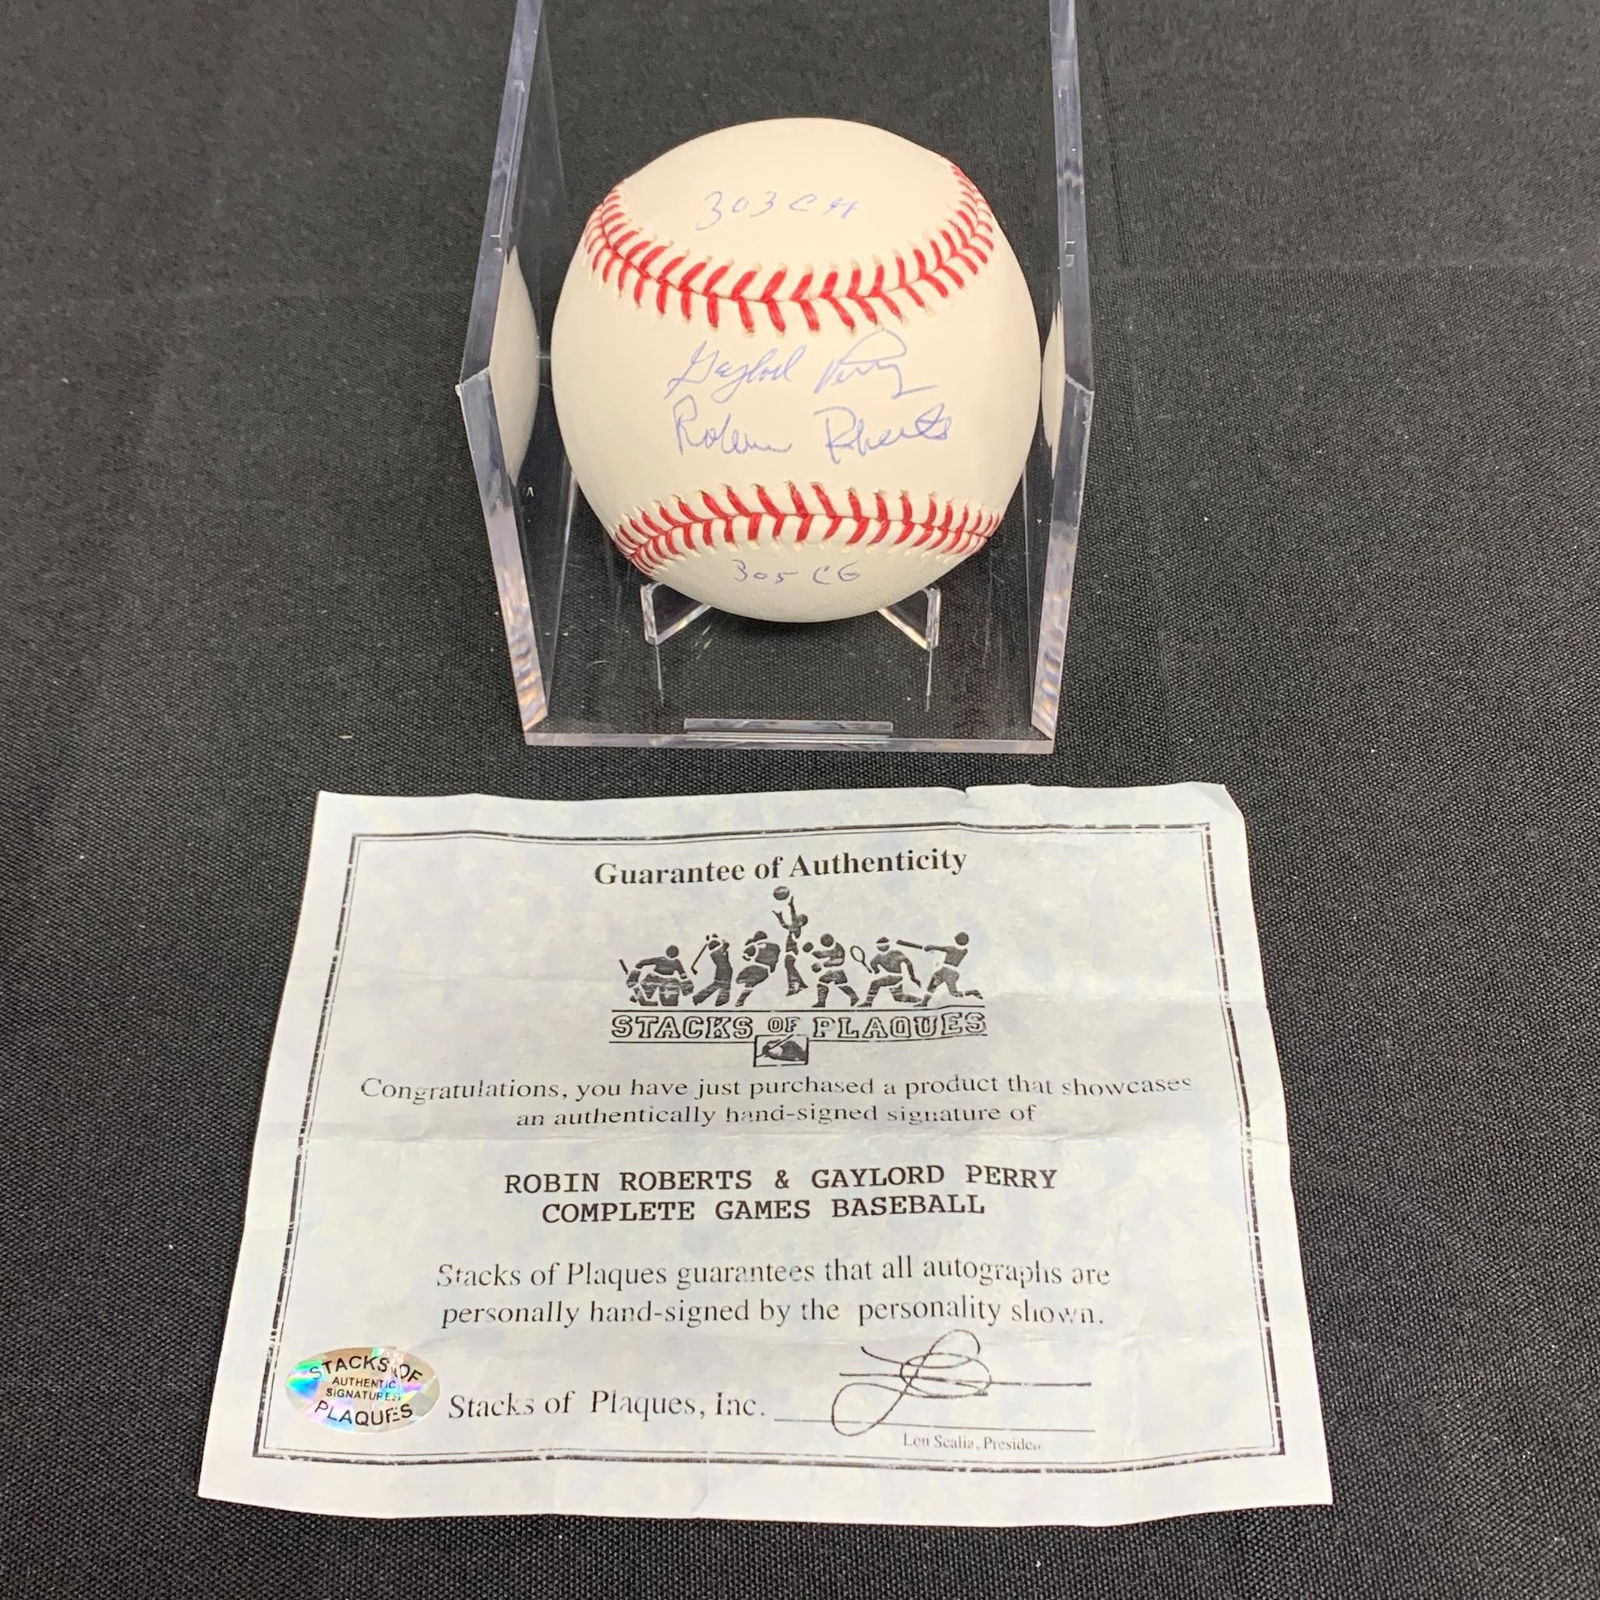 303 CG
Gaylord Perry
Robin Roberts
305 CG
Guarantee of Authenticity
STACKS OF PLAQUES
Congratulations, you have just purchased a product that showcases
an authentically hand-signed signature of
ROBIN ROBERTS & GAYLORD PERRY
COMPLETE GAMES BASEBALL
Stacks of Plaques guarantees that all autographs are
personally hand-signed by the personality shown.
STACKS OF
AUTHENTIC
SIGNATURES
PLAQUES
Stacks of Plaques, Inc.
Lou Scalia, President